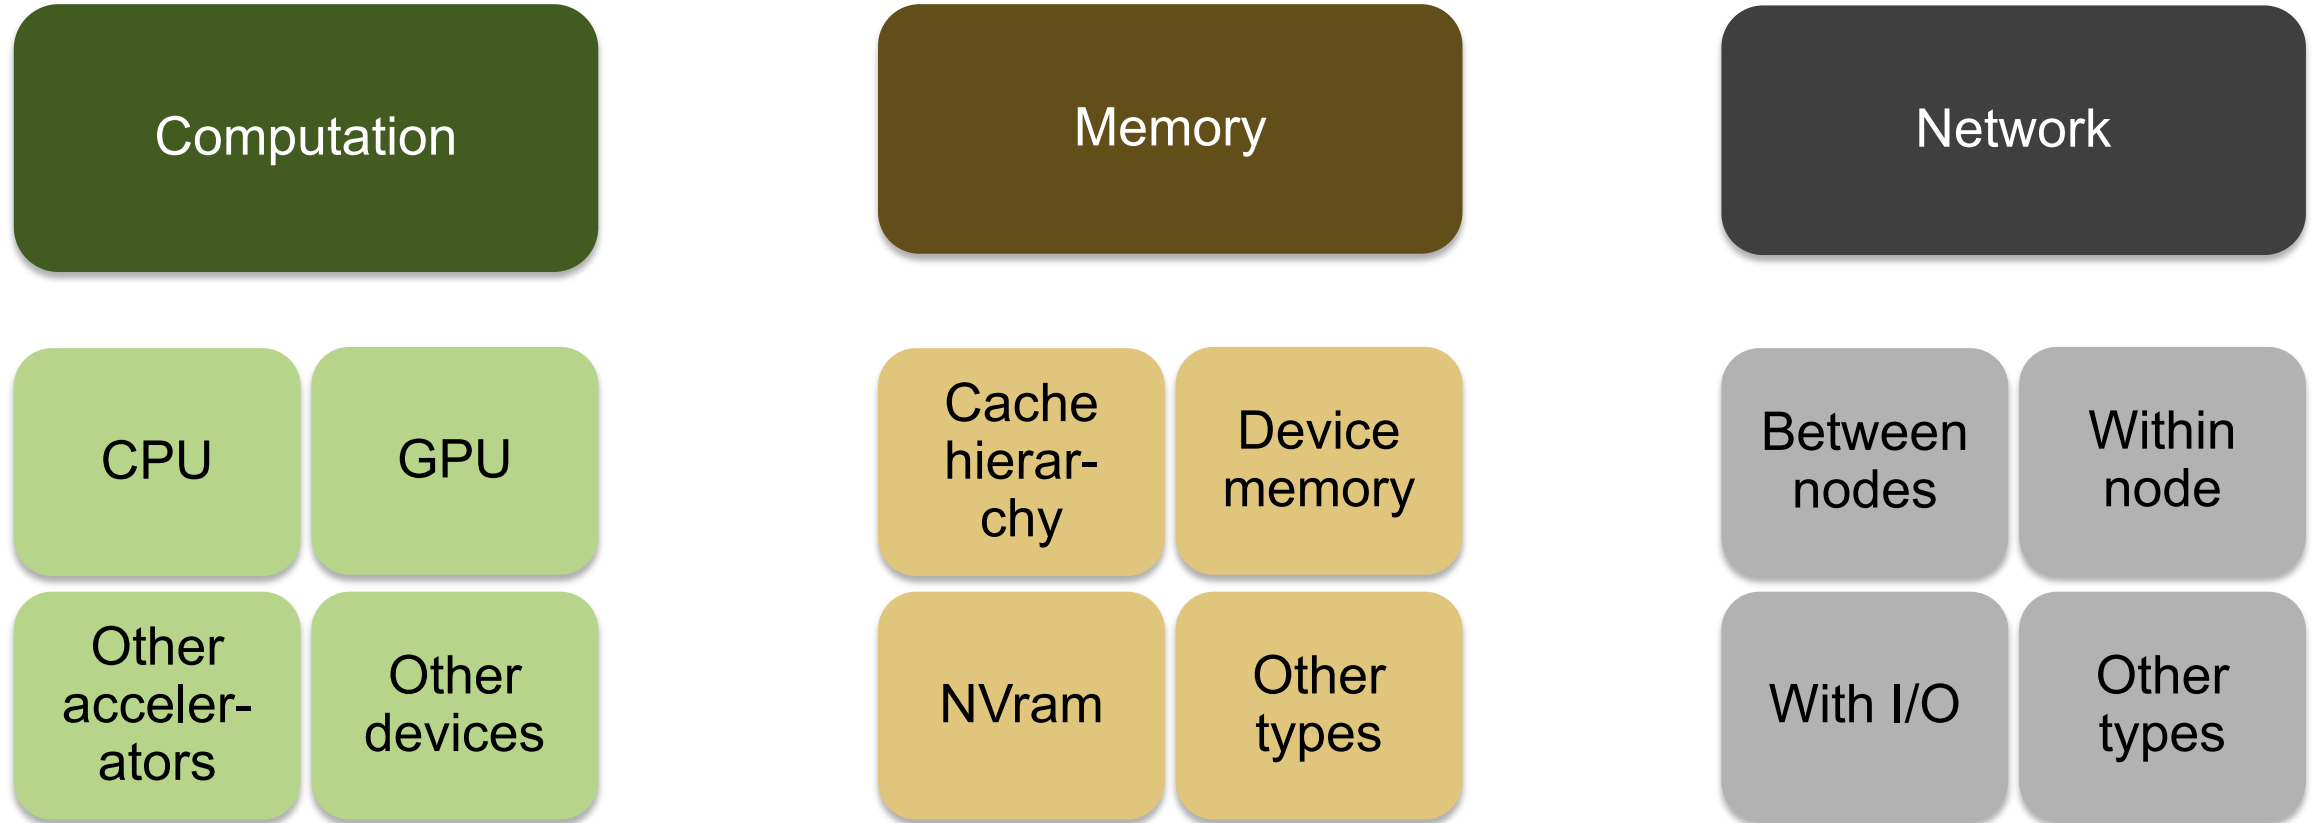 Computation
Memory
Network
CPU
GPU
Cache
hierar-
chy
Device
memory
Between
nodes
Within
node
Other
acceler-
ators
Other
devices
NVram
Other
types
With I/O
Other
types